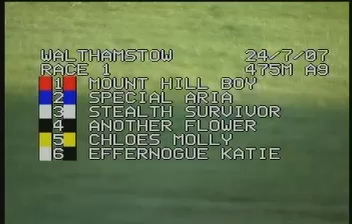 WALTHAMSTOW 24/7/07
RACE 1 475M A9
1 MOUNT HILL BOY
2 SPECIAL ARIA
3 STEALTH SURVIVOR
4 ANOTHER FLOWER
5 CHLOES MOLLY
6 EFFERNOGUE KATIE